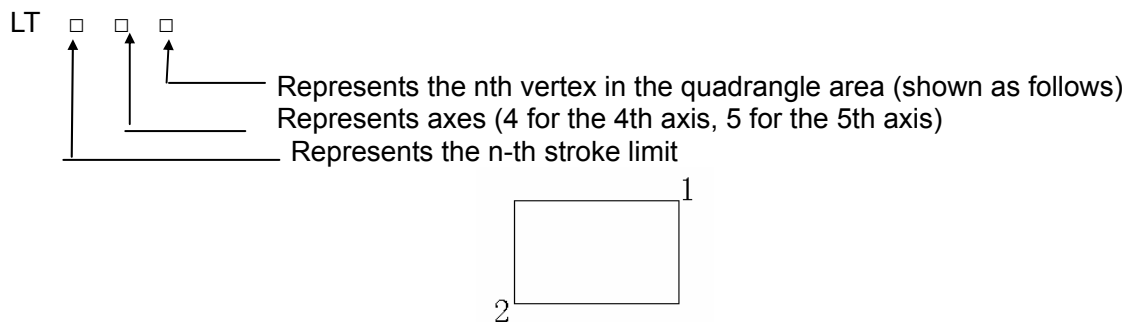 LT □ □ □
Represents the nth vertex in the quadrangle area (shown as follows)
Represents axes (4 for the 4th axis, 5 for the 5th axis)
Represents the n-th stroke limit
1
2